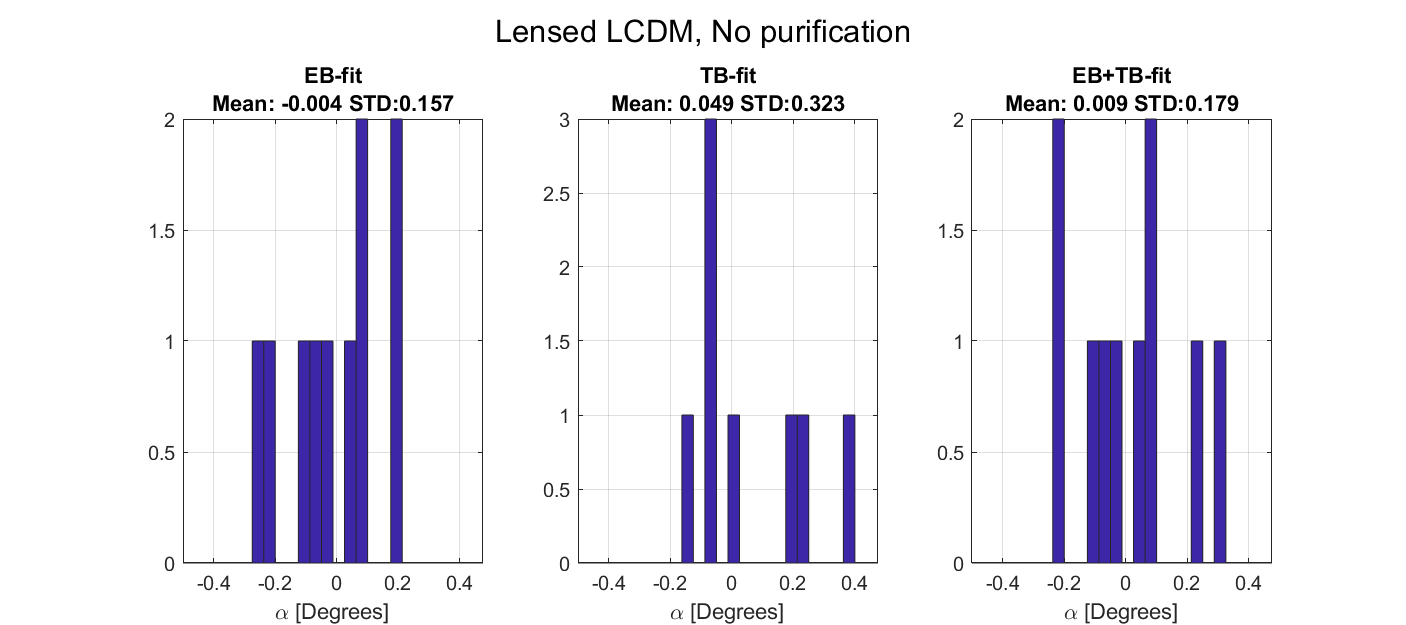 Lensed LCDM, No purification
EB-fit
Mean: -0.004 STD:0.157
2
1.5
1
0.5
0
-0.4 -0.2 0 0.2 0.4
α [Degrees]
TB-fit
Mean: 0.049 STD:0.323
3
2.5
2
1.5
1
0.5
0
-0.4 -0.2 0 0.2 0.4
α [Degrees]
EB+TB-fit
Mean: 0.009 STD:0.179
2
1.5
1
0.5
0
-0.4 -0.2 0 0.2 0.4
α [Degrees]